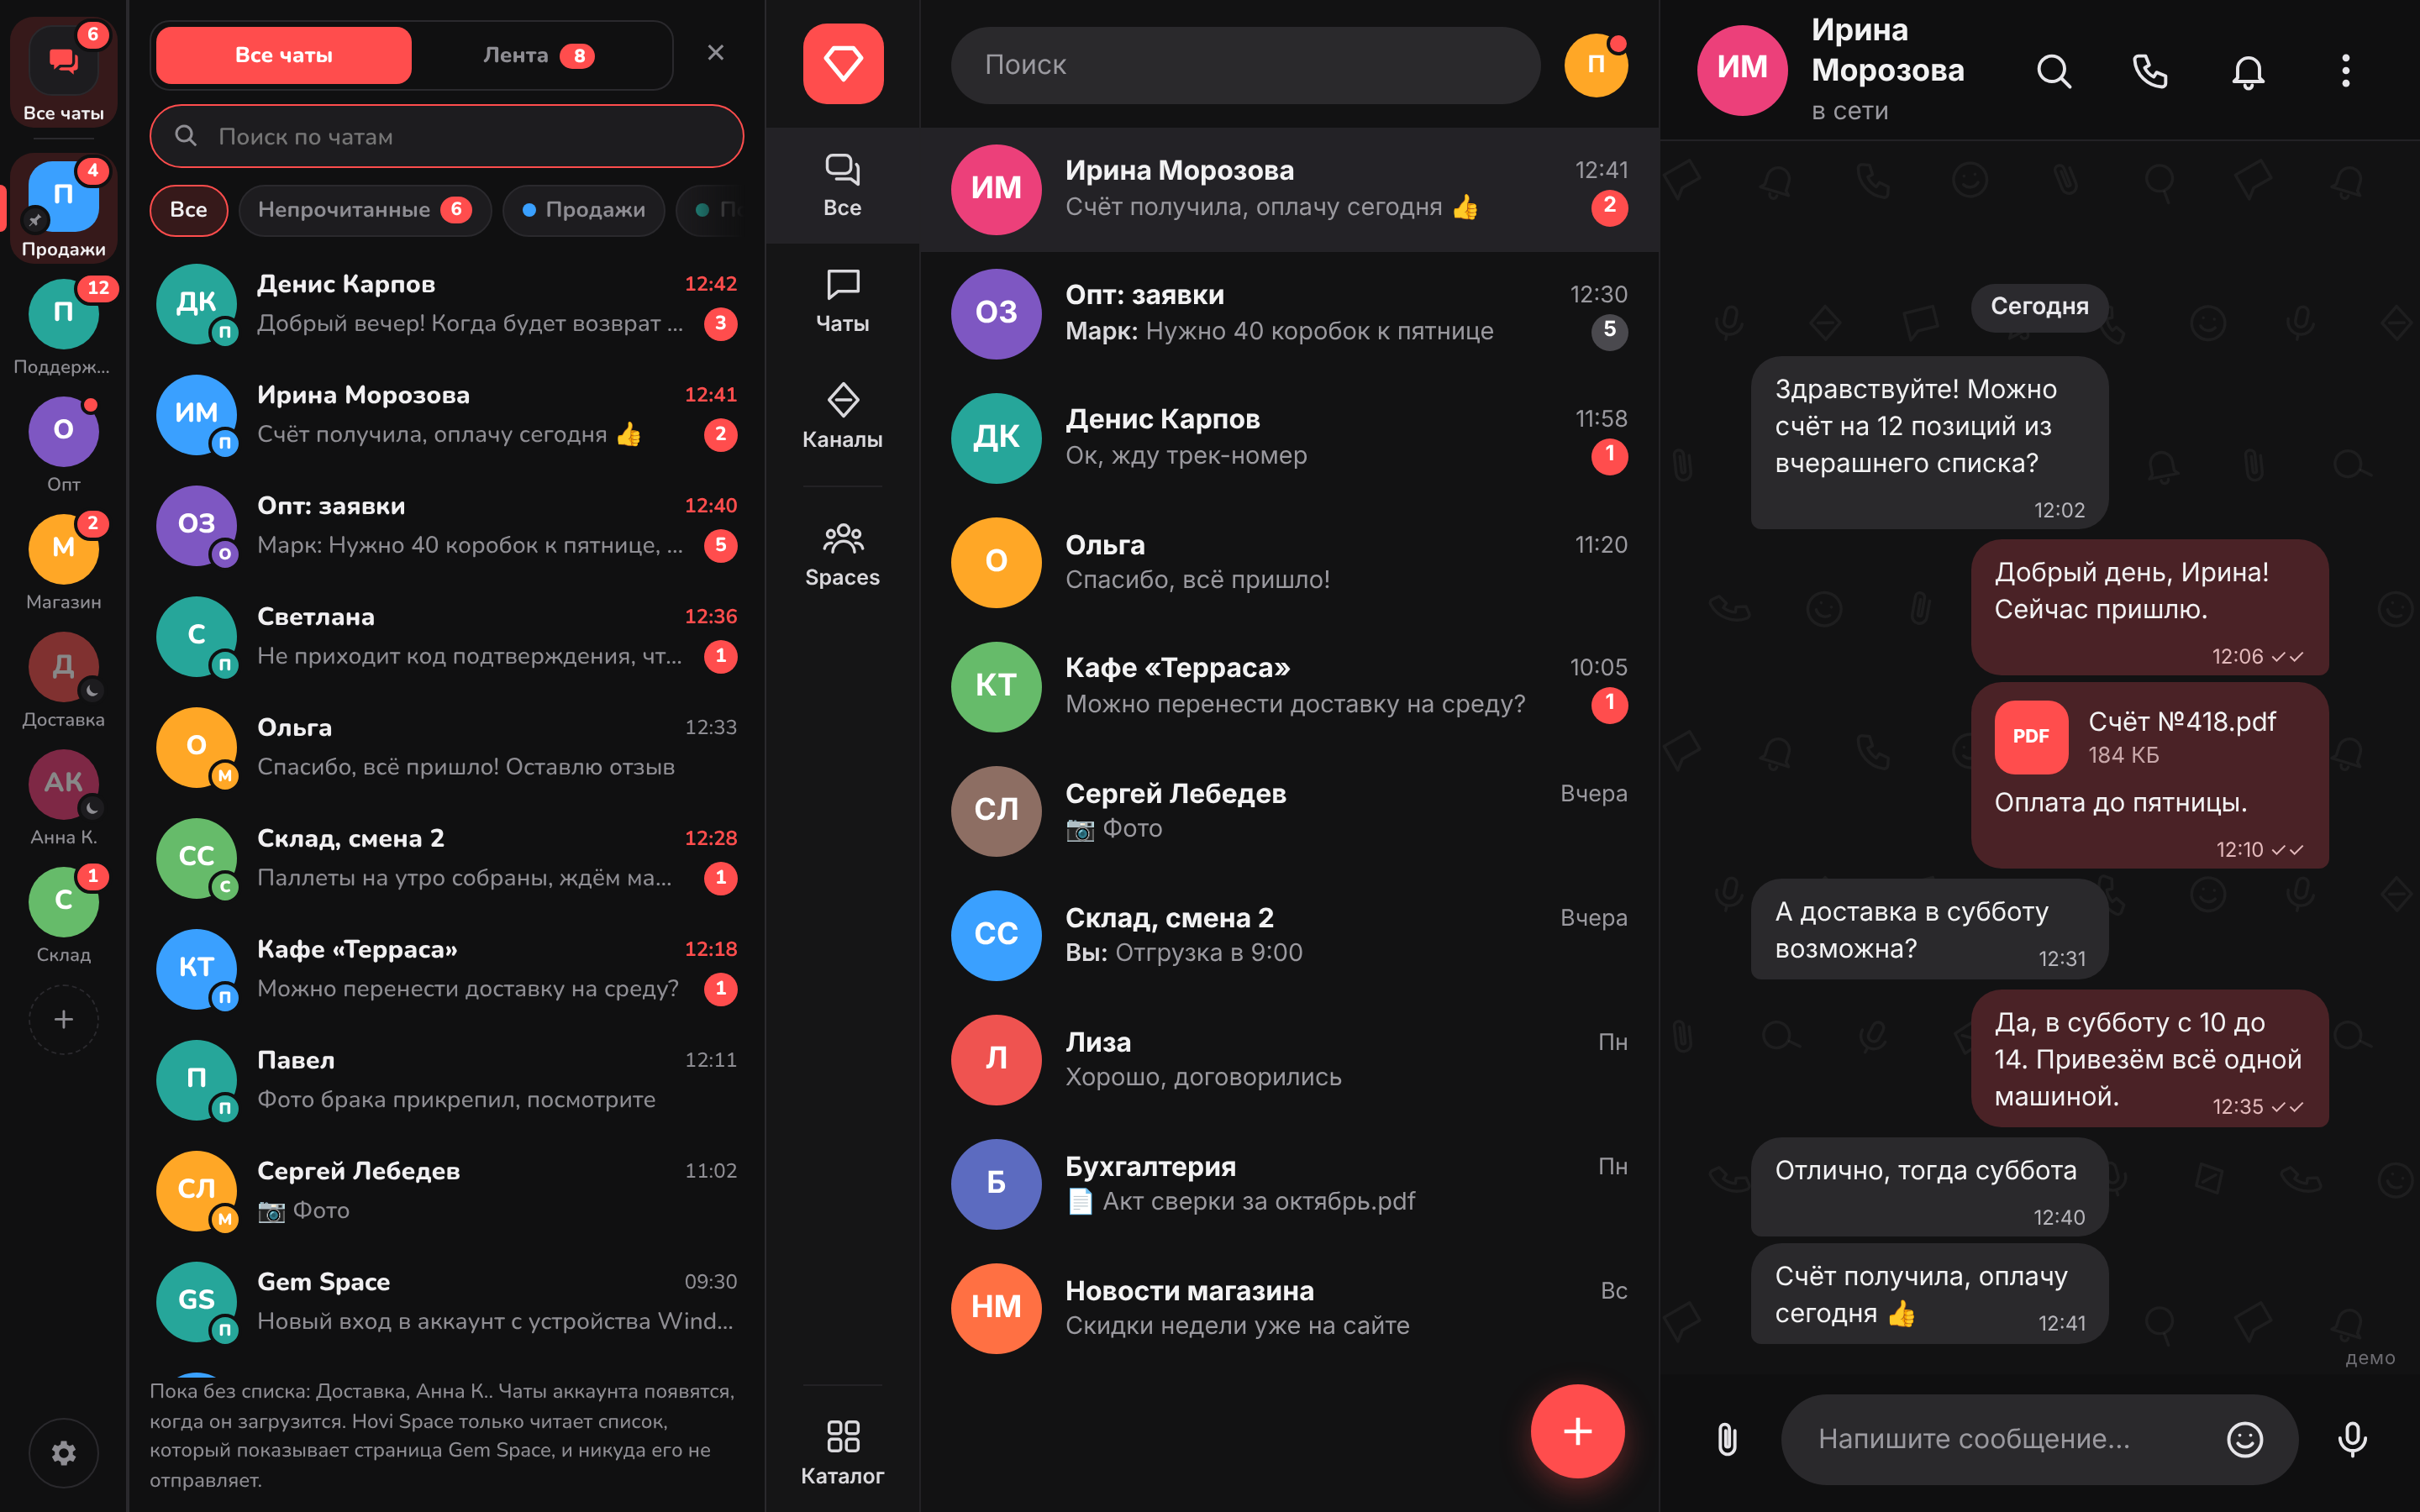 6
Все чаты
4
П
Продажи
12
П
Поддерж...
О
Опт
2
М
Магазин
Д
Доставка
АК
Анна К.
1
С
Склад
Все чаты
Лента 8
Поиск по чатам
Все
Непрочитанные 6
Продажи
ДК
П
Денис Карпов
12:42
Добрый вечер! Когда будет возврат ...
3
ИМ
П
Ирина Морозова
12:41
Счёт получила, оплачу сегодня 👍
2
ОЗ
О
Опт: заявки
12:40
Марк: Нужно 40 коробок к пятнице, ...
5
С
П
Светлана
12:36
Не приходит код подтверждения, чт...
1
О
М
Ольга
12:33
Спасибо, всё пришло! Оставлю отзыв
СС
С
Склад, смена 2
12:28
Паллеты на утро собраны, ждём ма...
1
КТ
П
Кафе «Терраса»
12:18
Можно перенести доставку на среду?
1
П
П
Павел
12:11
Фото брака прикрепил, посмотрите
СЛ
М
Сергей Лебедев
11:02
📷 Фото
GS
П
Gem Space
09:30
Новый вход в аккаунт с устройства Wind...
Пока без списка: Доставка, Анна К.. Чаты аккаунта появятся,
когда он загрузится. Hovi Space только читает список,
который показывает страница Gem Space, и никуда его не
отправляет.
Все
Чаты
Каналы
Spaces
Каталог
Поиск
П
ИМ
Ирина Морозова
12:41
Счёт получила, оплачу сегодня 👍
2
ОЗ
Опт: заявки
12:30
Марк: Нужно 40 коробок к пятнице
5
ДК
Денис Карпов
11:58
Ок, жду трек-номер
1
О
Ольга
11:20
Спасибо, всё пришло!
КТ
Кафе «Терраса»
10:05
Можно перенести доставку на среду?
1
СЛ
Сергей Лебедев
Вчера
📷 Фото
СС
Склад, смена 2
Вчера
Вы: Отгрузка в 9:00
Л
Лиза
Пн
Хорошо, договорились
Б
Бухгалтерия
Пн
📄 Акт сверки за октябрь.pdf
НМ
Новости магазина
Вс
Скидки недели уже на сайте
ИМ
Ирина
Морозова
в сети
Сегодня
Здравствуйте! Можно
счёт на 12 позиций из
вчерашнего списка?
12:02
Добрый день, Ирина!
Сейчас пришлю.
12:06
PDF
Счёт №418.pdf
184 КБ
Оплата до пятницы.
12:10
А доставка в субботу
возможна?
12:31
Да, в субботу с 10 до
14. Привезём всё одной
машиной.
12:35
Отлично, тогда суббота
12:40
Счёт получила, оплачу
сегодня 👍
12:41
демо
Напишите сообщение...